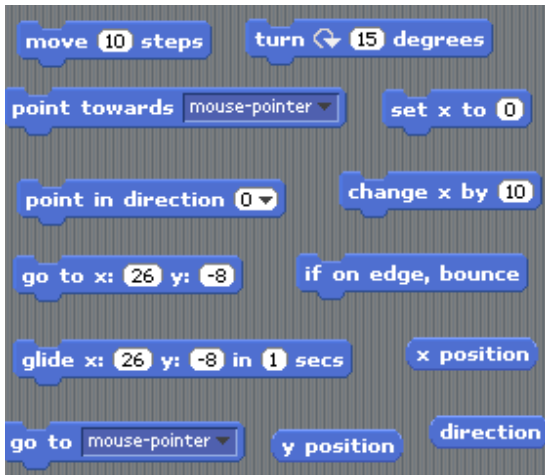 move 10 steps
turn 15 degrees
point towards mouse-pointer
set x to 0
point in direction 0
change x by 10
go to x: 26 y: -8
if on edge, bounce
glide x: 26 y: -8 in 1 secs
x position
go to mouse-pointer
y position
direction